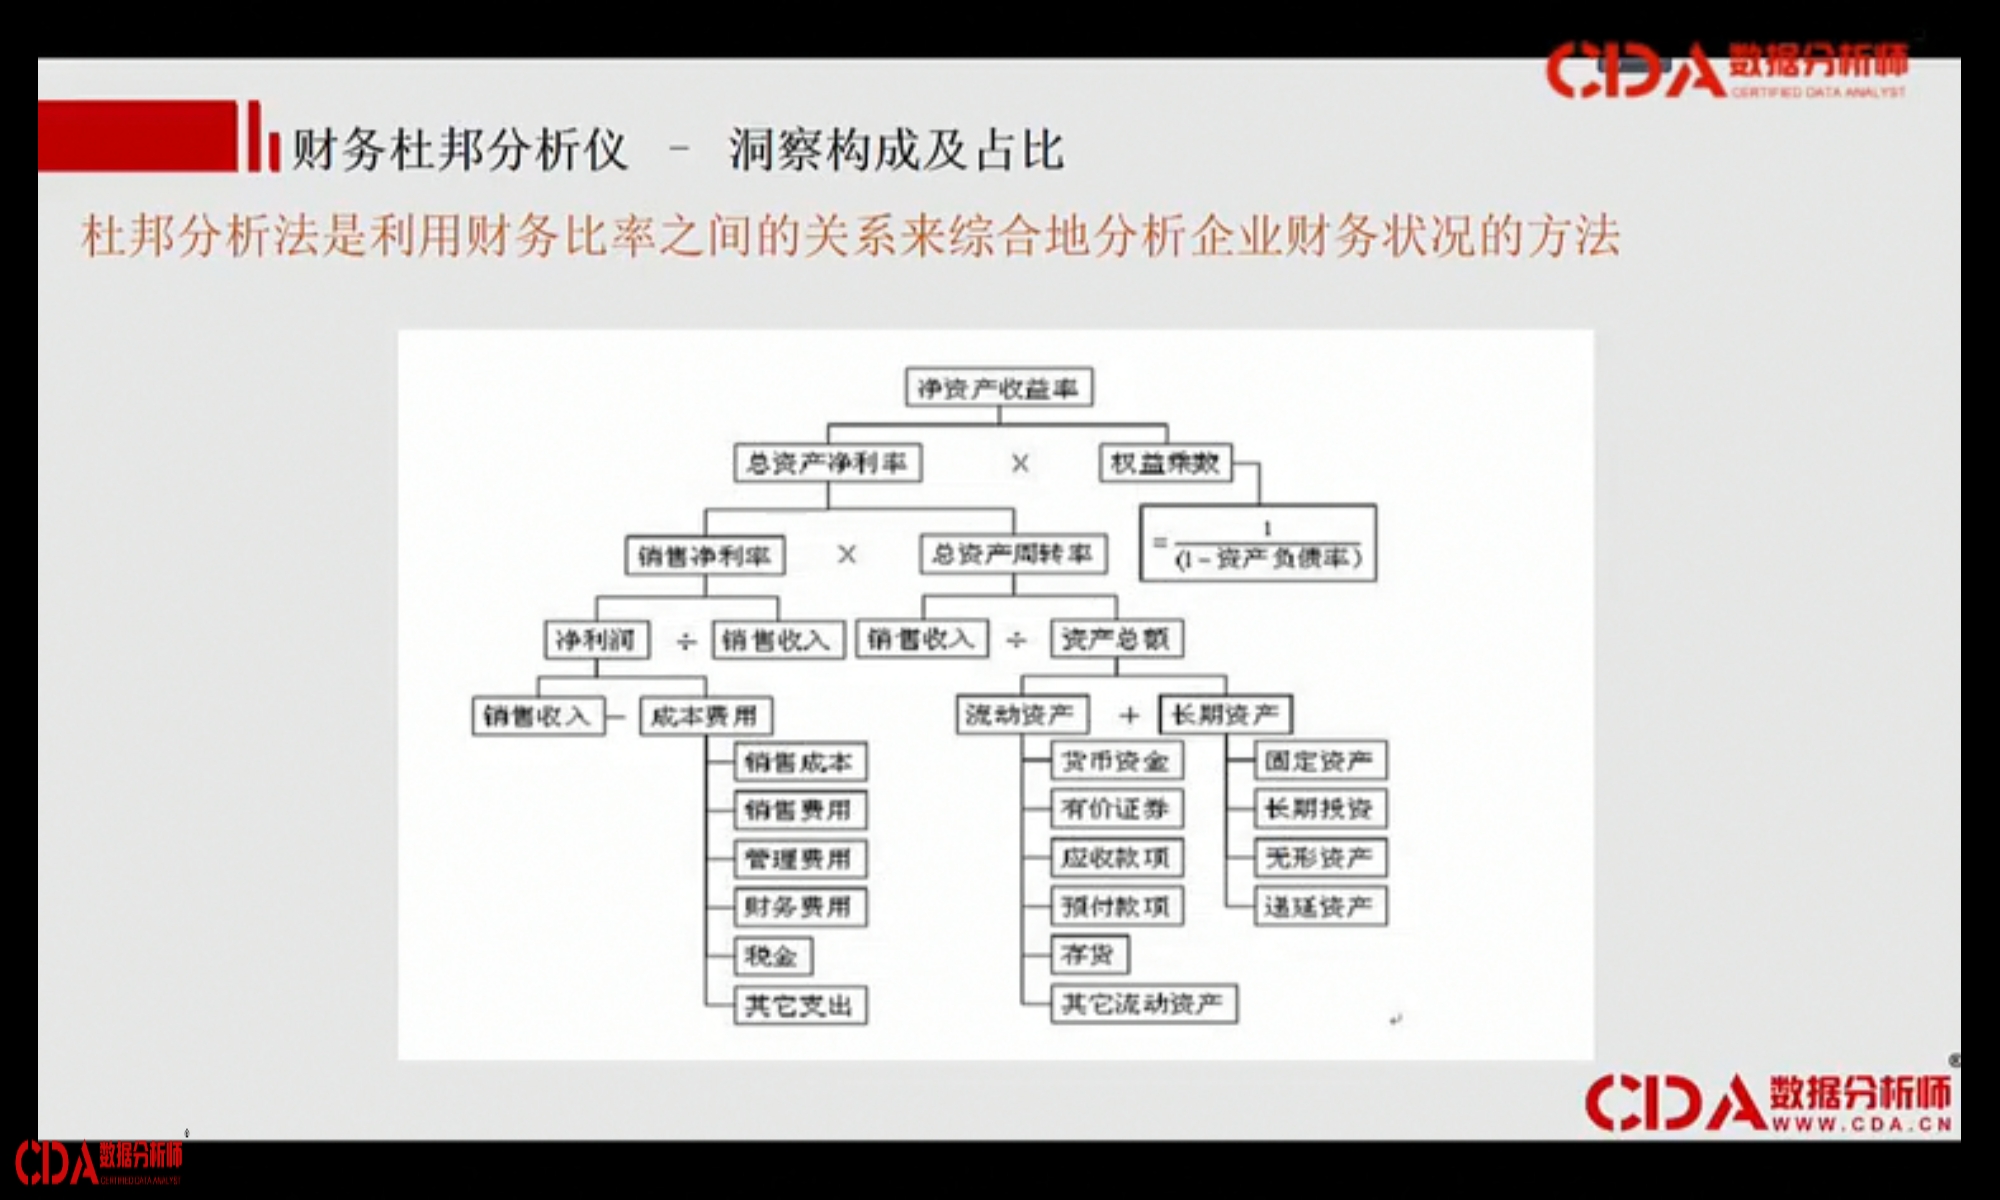 CDA数据分析师
CERTIFIED DATA ANALYST
财务杜邦分析仪 - 洞察构成及占比
杜邦分析法是利用财务比率之间的关系来综合地分析企业财务状况的方法
净资产收益率
总资产净利率 × 权益乘数
= 1
(1-资产负债率)
销售净利率 × 总资产周转率
净利润 ÷ 销售收入 销售收入 ÷ 资产总额
销售收入 - 成本费用 流动资产 + 长期资产
销售成本 货币资金 固定资产
销售费用 有价证券 长期投资
管理费用 应收款项 无形资产
财务费用 预付款项 递延资产
税金 存货
其它支出 其它流动资产
CDA数据分析师®
WWW.CDA.CN
CDA数据分析师
CERTIFIED DATA ANALYST